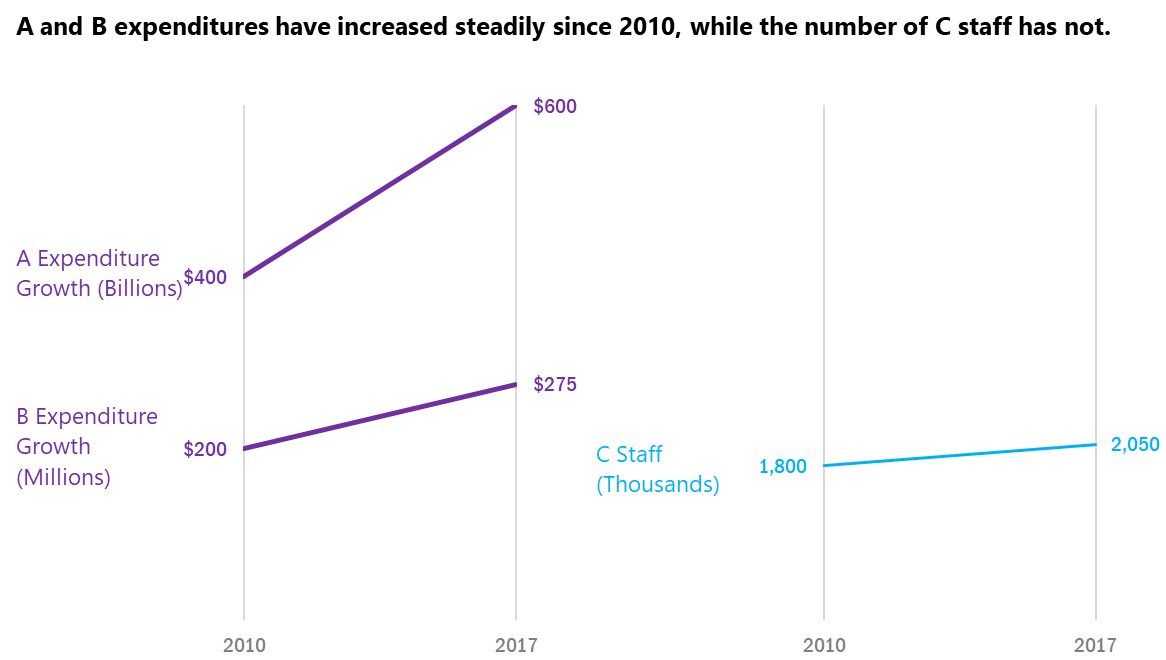 A and B expenditures have increased steadily since 2010, while the number of C staff has not.
$600
A Expenditure
Growth (Billions)
$400
$275
B Expenditure
Growth
(Millions)
$200
C Staff
(Thousands)
1,800
2,050
2010
2017
2010
2017